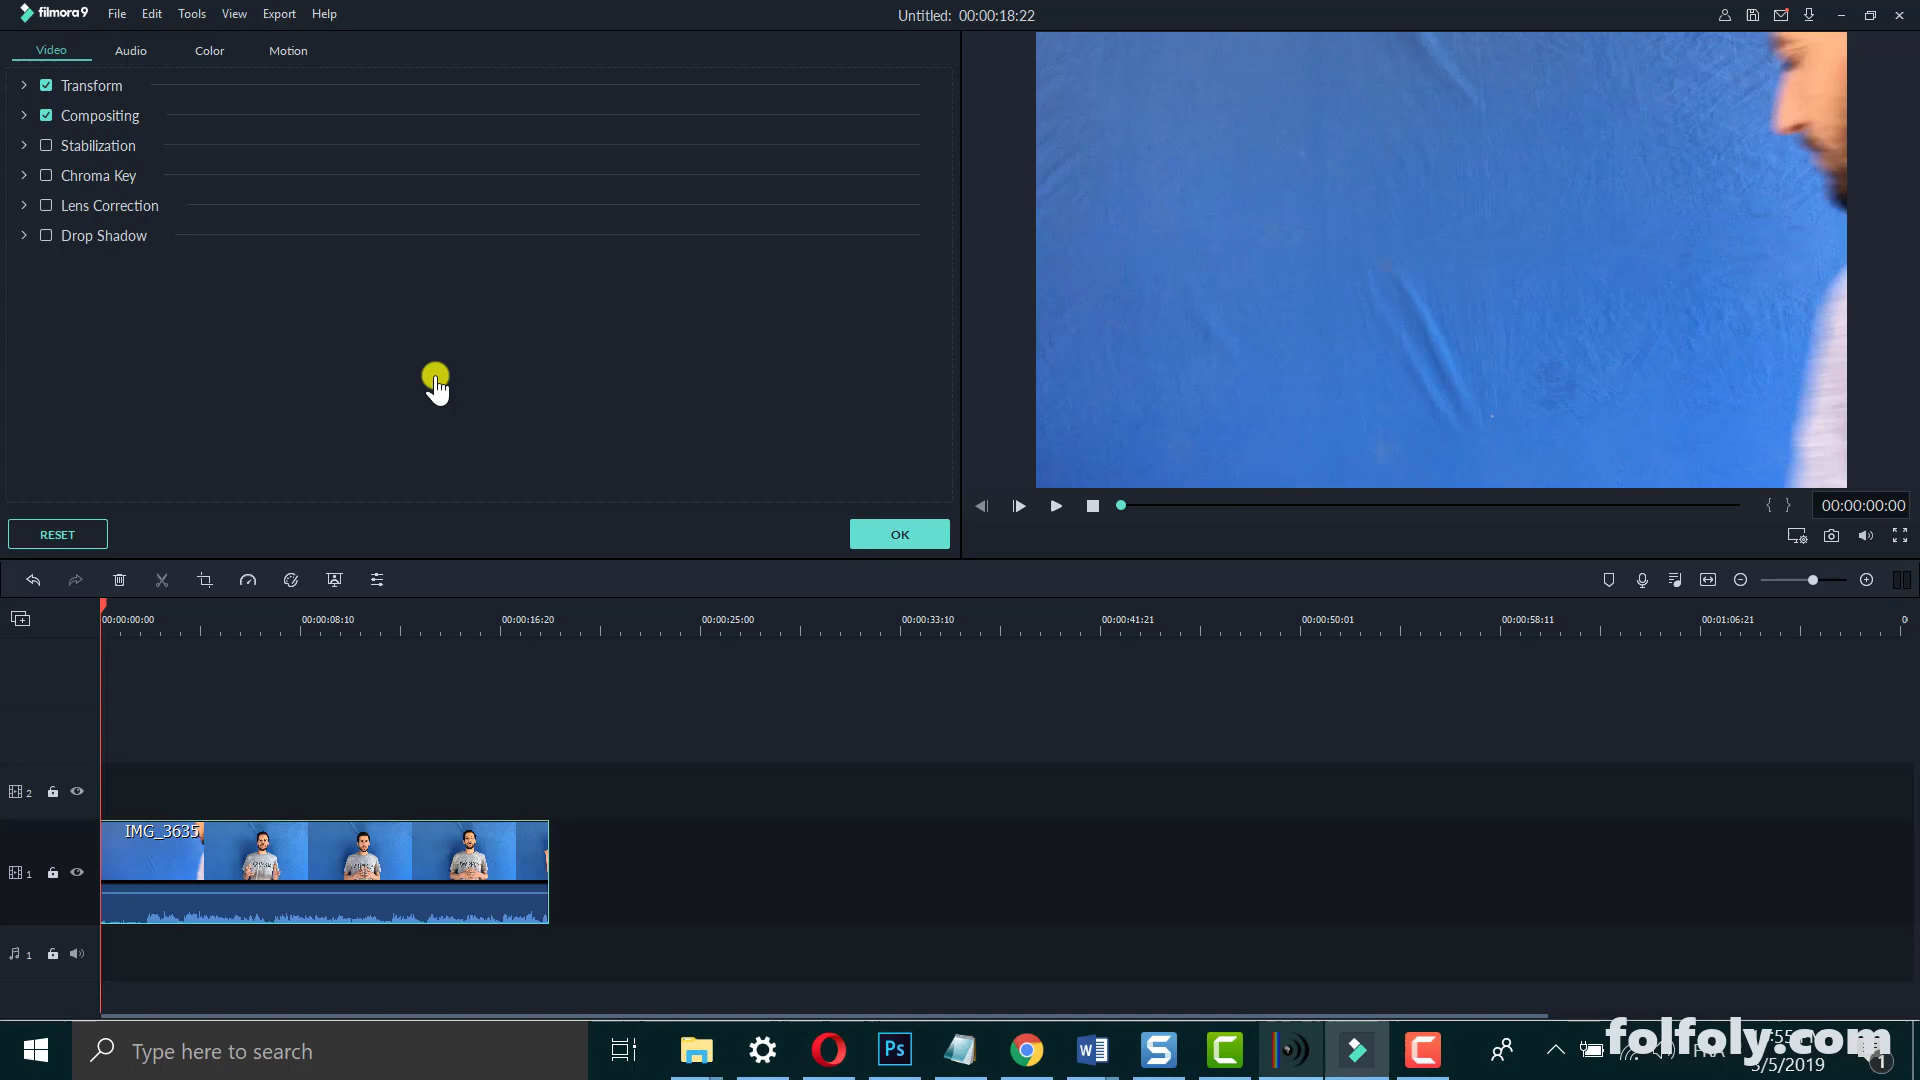 filmora9 File Edit Tools View Export Help Untitled: 00:00:18:22
Video Audio Color Motion
Transform
Compositing
Stabilization
Chroma Key
Lens Correction
Drop Shadow
RESET OK
{ } 00:00:00:00
00:00:00:00 00:00:08:10 00:00:16:20 00:00:25:00 00:00:33:10 00:00:41:21 00:00:50:01 00:00:58:11 00:01:06:21
2
IMG_3635
1
1
Type here to search
Ps
folfoly.com
5/5/2019
1